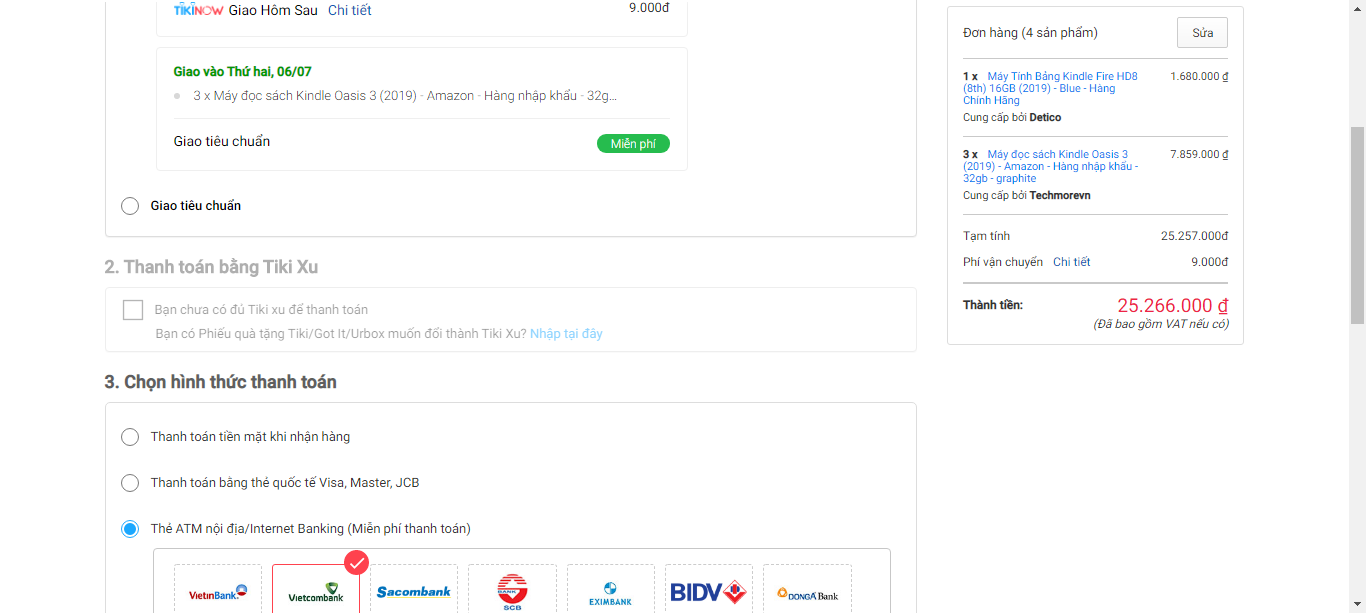 TIKINOW Giao Hôm Sau Chi tiết 9.000đ
Giao vào Thứ hai, 06/07
3 x Máy đọc sách Kindle Oasis 3 (2019) - Amazon - Hàng nhập khẩu - 32g...
Giao tiêu chuẩn Miễn phí
Giao tiêu chuẩn
2. Thanh toán bằng Tiki Xu
Bạn chưa có đủ Tiki xu để thanh toán
Bạn có Phiếu quà tặng Tiki/Got It/Urbox muốn đổi thành Tiki Xu? Nhập tại đây
3. Chọn hình thức thanh toán
Thanh toán tiền mặt khi nhận hàng
Thanh toán bằng thẻ quốc tế Visa, Master, JCB
Thẻ ATM nội địa/Internet Banking (Miễn phí thanh toán)
VietinBank Vietcombank Sacombank BANK SCB EXIMBANK BIDV DONGA Bank
Đơn hàng (4 sản phẩm) Sửa
1 x Máy Tính Bảng Kindle Fire HD8 1.680.000 ₫
(8th) 16GB (2019) - Blue - Hàng
Chính Hãng
Cung cấp bởi Detico
3 x Máy đọc sách Kindle Oasis 3 7.859.000 ₫
(2019) - Amazon - Hàng nhập khẩu -
32gb - graphite
Cung cấp bởi Techmorevn
Tạm tính 25.257.000đ
Phí vận chuyển Chi tiết 9.000đ
Thành tiền: 25.266.000 ₫
(Đã bao gồm VAT nếu có)